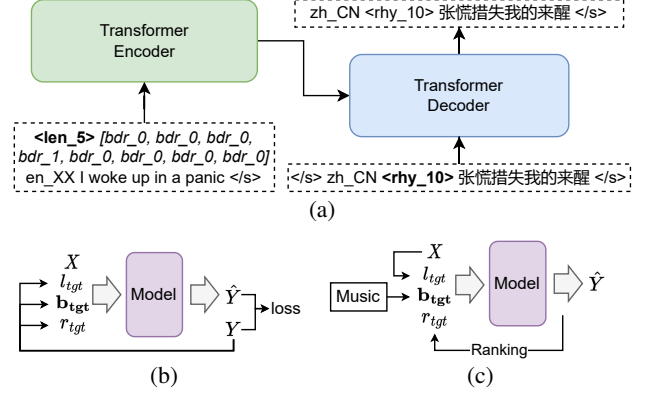 zh_CN <rhy_10> 张慌措失我的来醒 </s>
Transformer
Encoder
Transformer
Decoder
<len_5> [bdr_0, bdr_0, bdr_0,
bdr_1, bdr_0, bdr_0, bdr_0, bdr_0]
en_XX I woke up in a panic </s>
</s> zh_CN <rhy_10> 张慌措失我的来醒 </s>
(a)
X
l_tgt
b_tgt
r_tgt
Model
Ŷ
Y
loss
(b)
X
Music
l_tgt
b_tgt
r_tgt
Model
Ŷ
Ranking
(c)